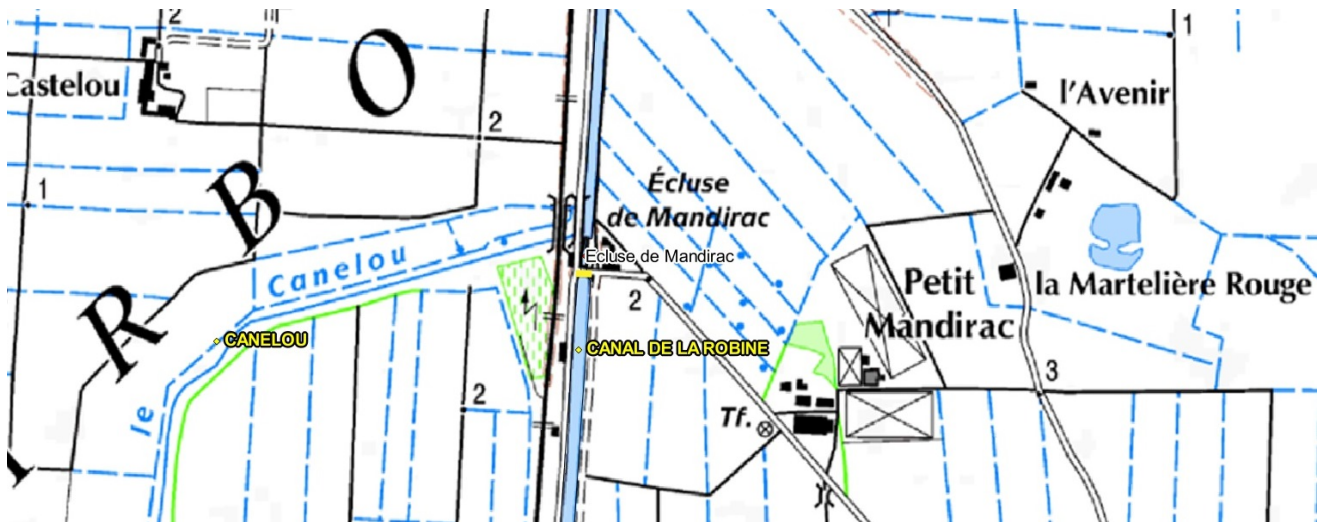 2
1
Castelou
O
l'Avenir
2
1
B
Écluse
de Mandirac
Ecluse de Mandirac
Canelou
Petit
Mandirac
la Martelière Rouge
2
R
CANELOU
CANAL DE LA ROBINE
3
2
le
Tf.